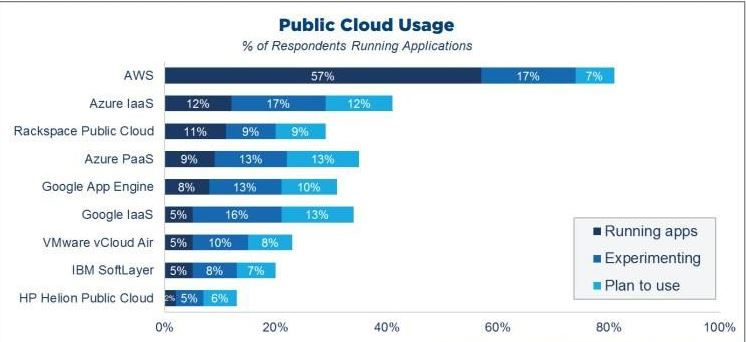 Public Cloud Usage
% of Respondents Running Applications
AWS 57% 17% 7%
Azure IaaS 12% 17% 12%
Rackspace Public Cloud 11% 9% 9%
Azure PaaS 9% 13% 13%
Google App Engine 8% 13% 10%
Google IaaS 5% 16% 13%
VMware vCloud Air 5% 10% 8%
IBM SoftLayer 5% 8% 7%
HP Helion Public Cloud 2% 5% 6%
Running apps
Experimenting
Plan to use
0% 20% 40% 60% 80% 100%